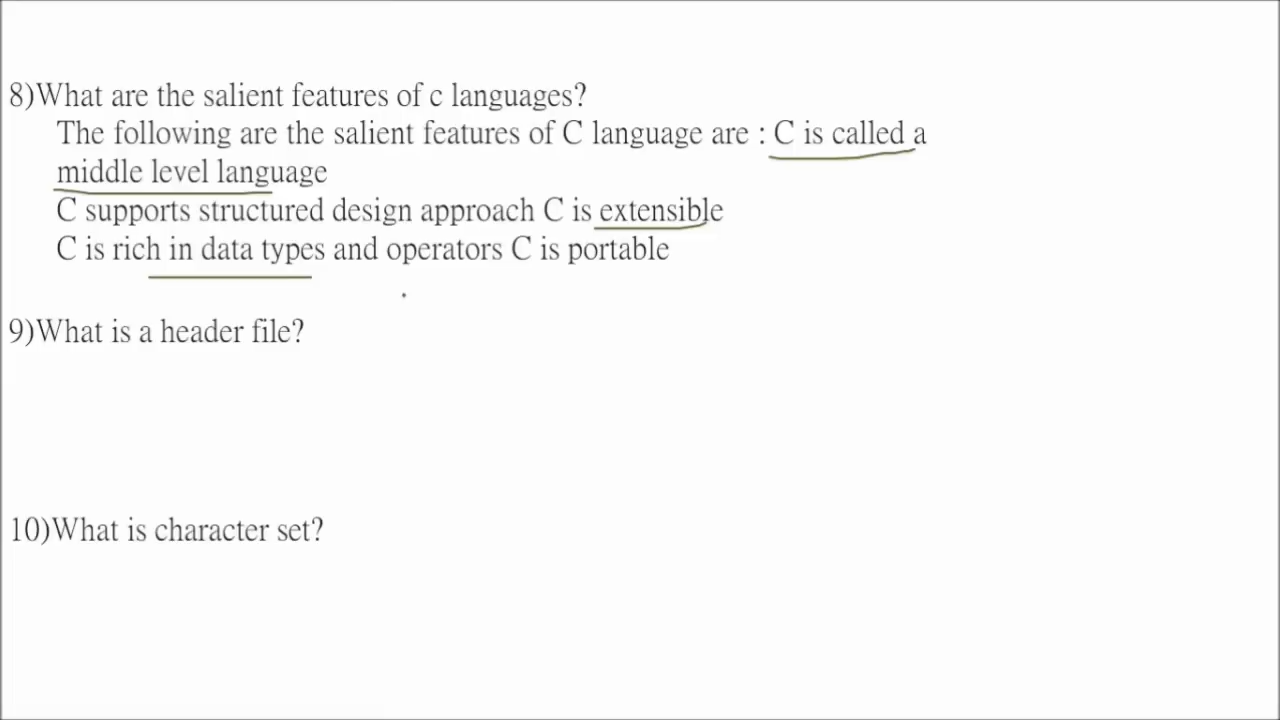 8)What are the salient features of c languages?
The following are the salient features of C language are : C is called a
middle level language
C supports structured design approach C is extensible
C is rich in data types and operators C is portable
9)What is a header file?
10)What is character set?